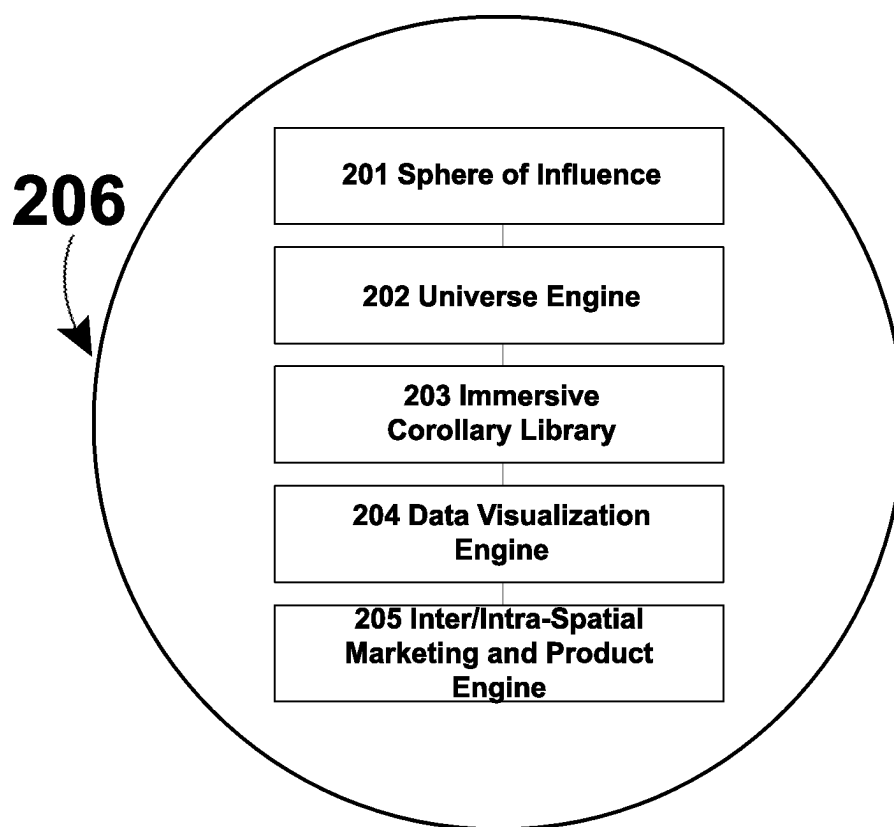 201 Sphere of Influence
206
202 Universe Engine
203 Immersive
Corollary Library
204 Data Visualization
Engine
205 Inter/Intra-Spatial
Marketing and Product
Engine